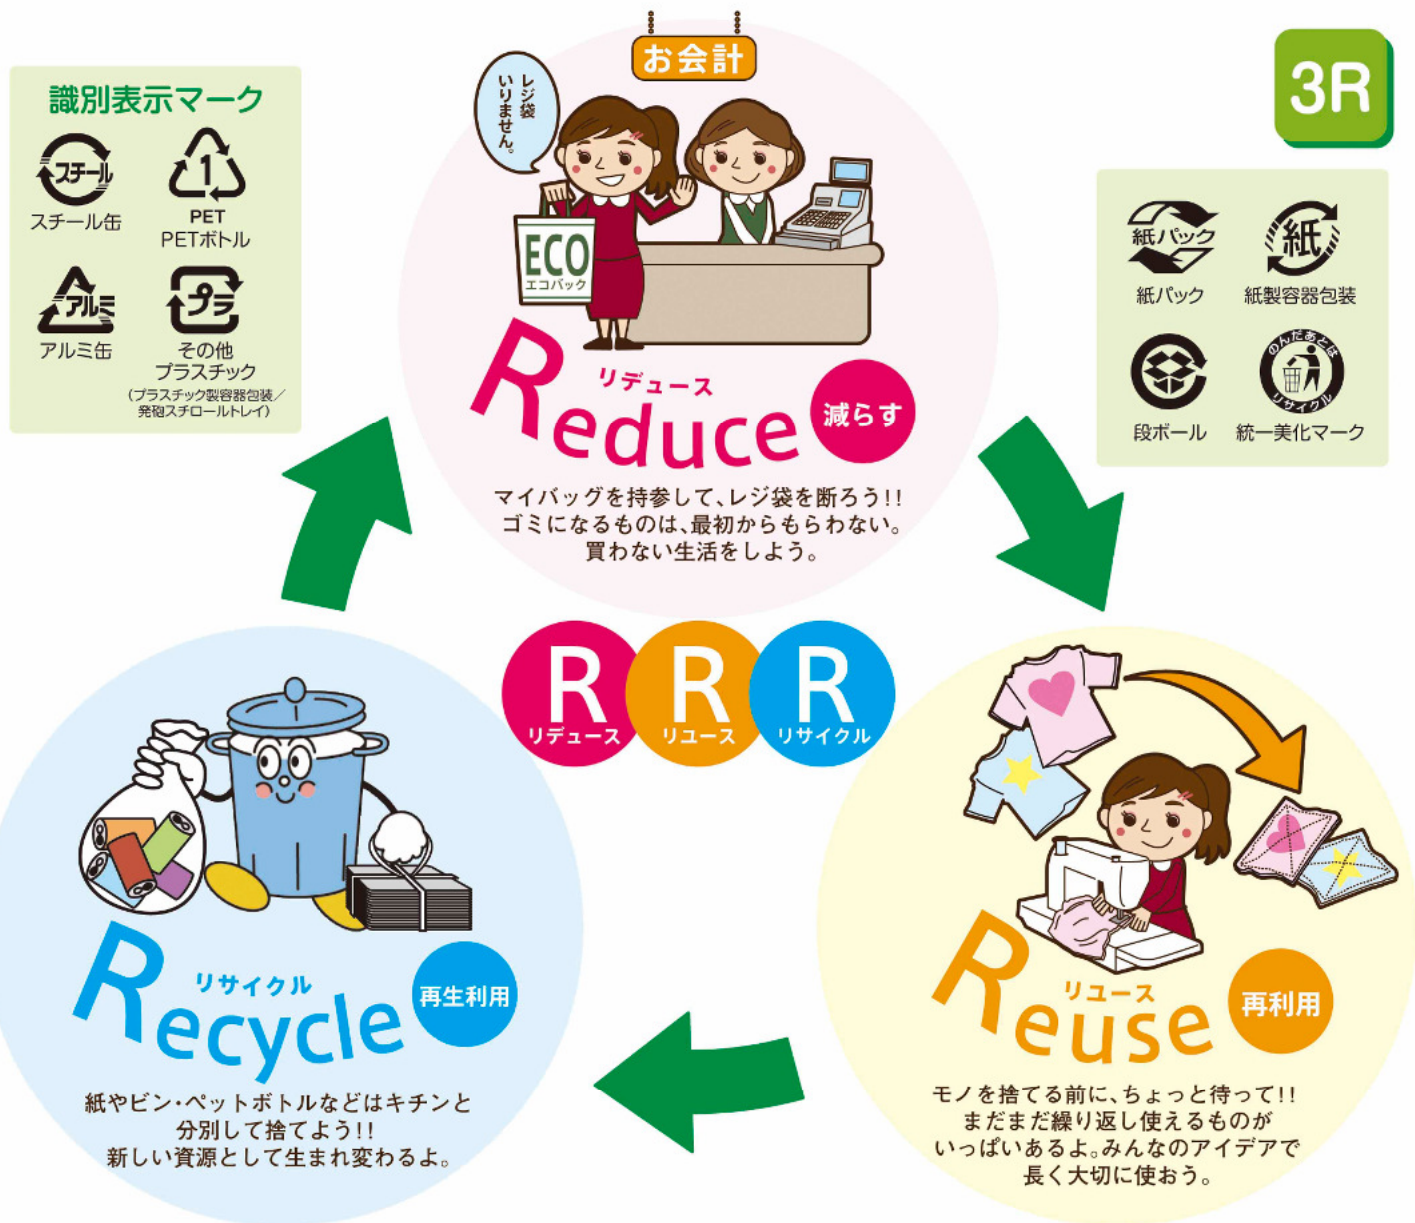 識別表示マーク
スチール
スチール缶
1
PET
PETボトル
アルミ
アルミ缶
プラ
その他
プラスチック
(プラスチック製容器包装/
発砲スチロールトレイ)
お会計
レジ袋
いりません。
ECO
エコバック
リデュース
Reduce
減らす
マイバッグを持参して、レジ袋を断ろう!!
ゴミになるものは、最初からもらわない。
買わない生活をしよう。
3R
紙パック
紙パック
紙
紙製容器包装
段ボール
のんだあとは
リサイクル
統一美化マーク
R
リデュース
R
リユース
R
リサイクル
リサイクル
Recycle
再生利用
紙やビン・ペットボトルなどはキチンと
分別して捨てよう!!
新しい資源として生まれ変わるよ。
リユース
Reuse
再利用
モノを捨てる前に、ちょっと待って!!
まだまだ繰り返し使えるものが
いっぱいあるよ。みんなのアイデアで
長く大切に使おう。